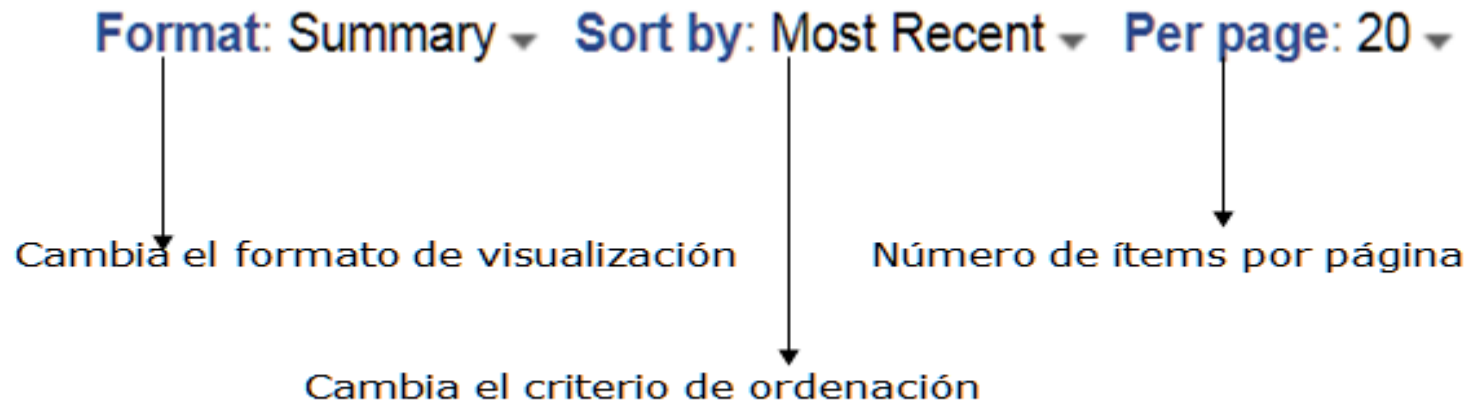 Format: Summary Sort by: Most Recent Per page: 20
Cambia el formato de visualización
Número de ítems por página
Cambia el criterio de ordenación